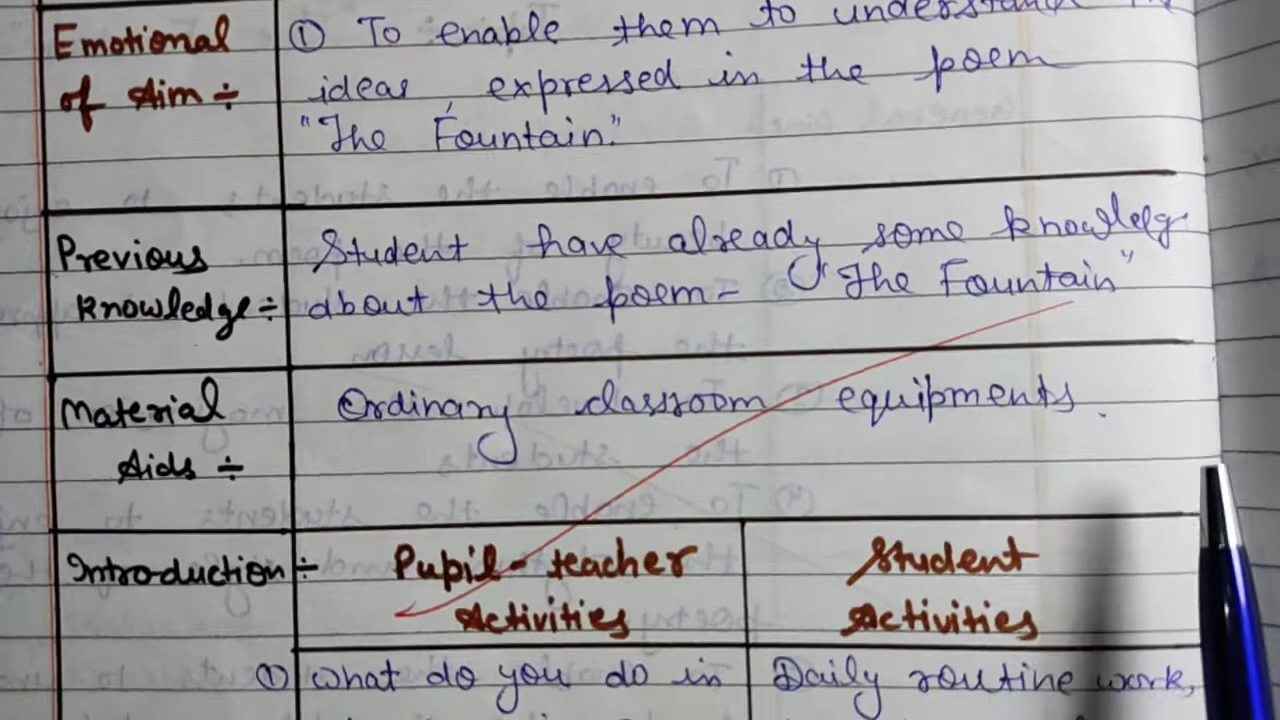 Emotional ① To enable them to understand
of Aim ÷ ideas, expressed in the poem
"The Fountain."
Previous Student have already some knowledg
knowledge ÷ about the poem - "The Fountain"
Material Ordinary classroom equipments.
Aids ÷
Introduction ÷ Pupil-teacher Student
Activities Activities
① What do you do in Daily routine work,